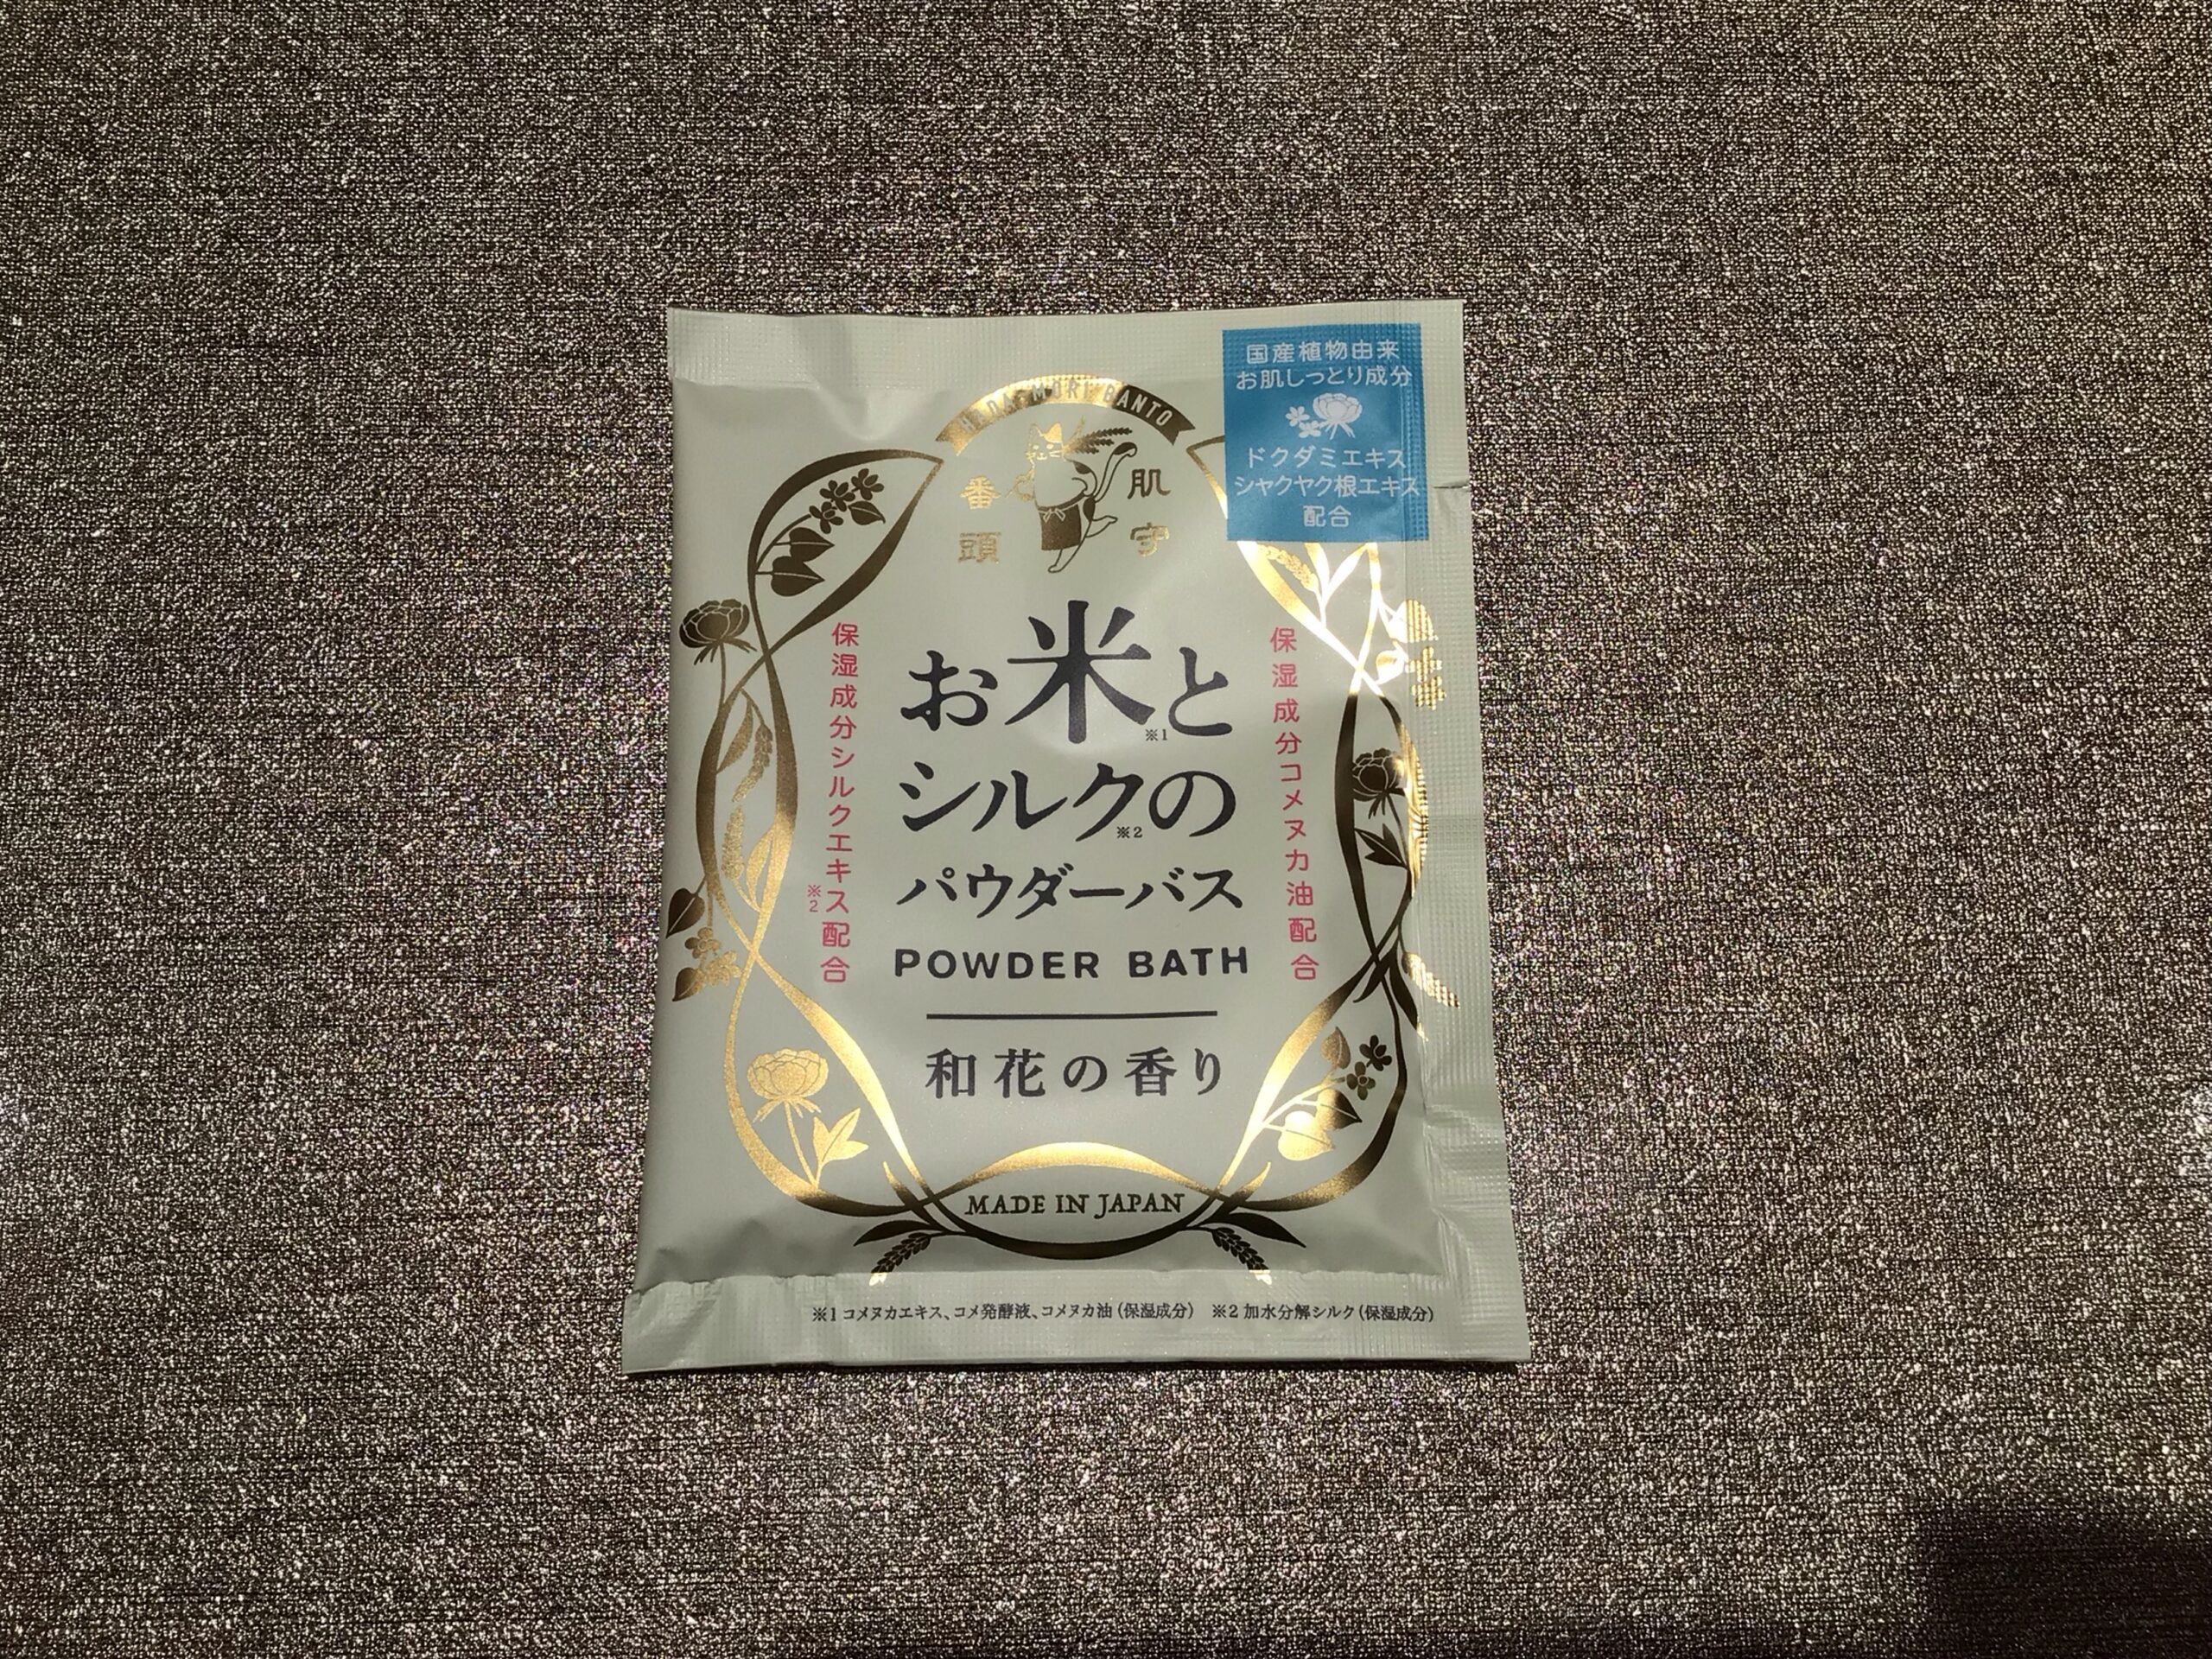 国産植物由来
お肌しっとり成分
ドクダミエキス
シャクヤク根エキス
配合
HADA-MORI BANTO
肌守
番頭
保湿成分コメヌカ油配合
保湿成分シルクエキス※2配合
お米※1と
シルク※2の
パウダーバス
POWDER BATH
和花の香り
MADE IN JAPAN
※1 コメヌカエキス、コメ発酵液、コメヌカ油（保湿成分） ※2 加水分解シルク（保湿成分）